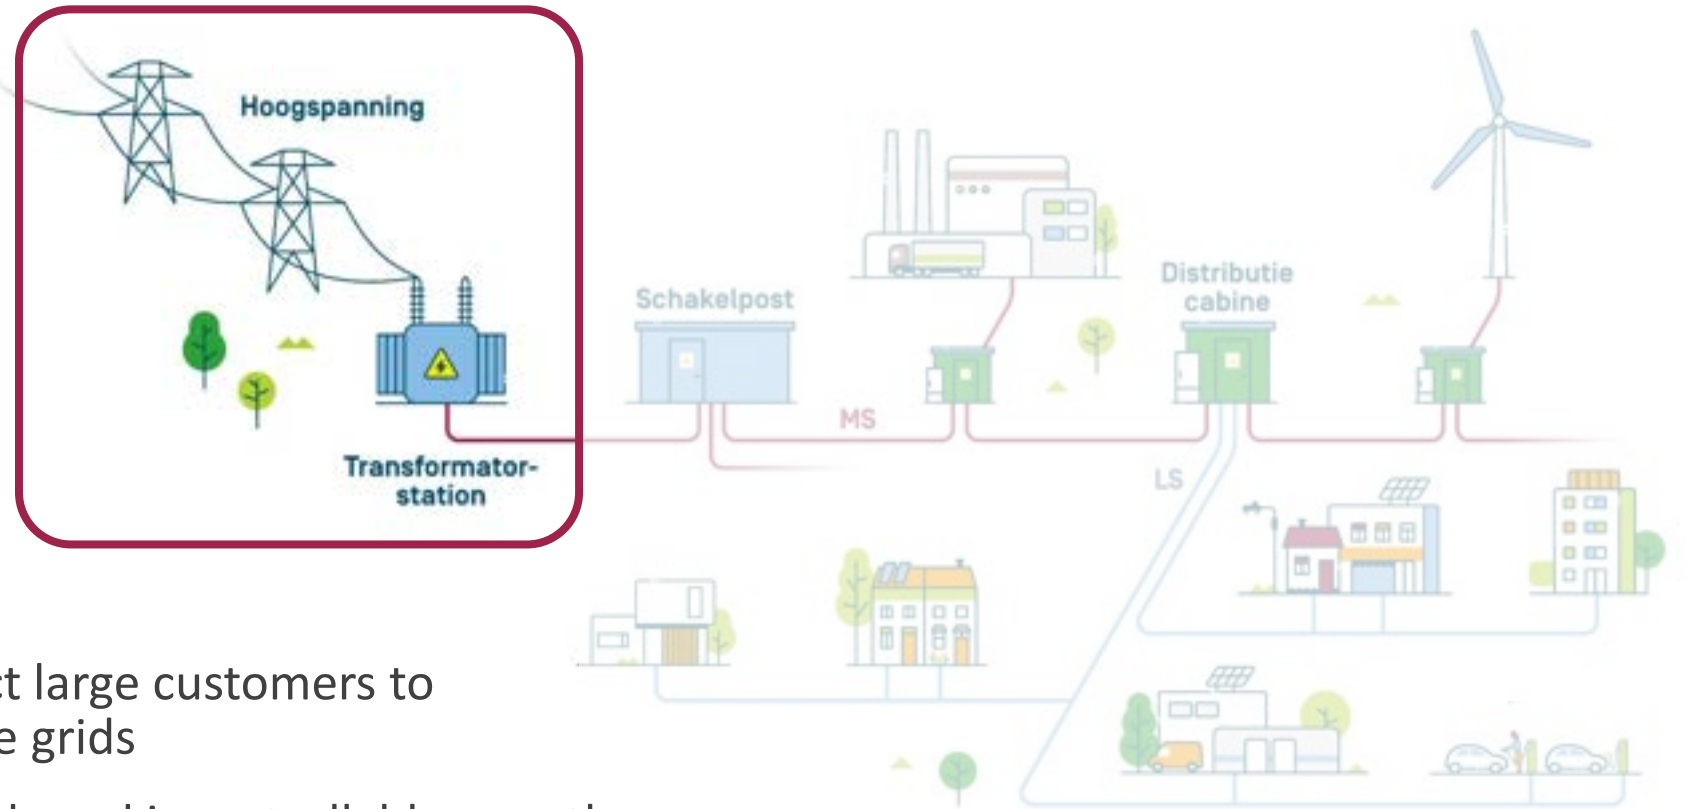 Hoogspanning
Transformator-
station
Schakelpost
MS
Distributie
cabine
LS
large customers to
grids